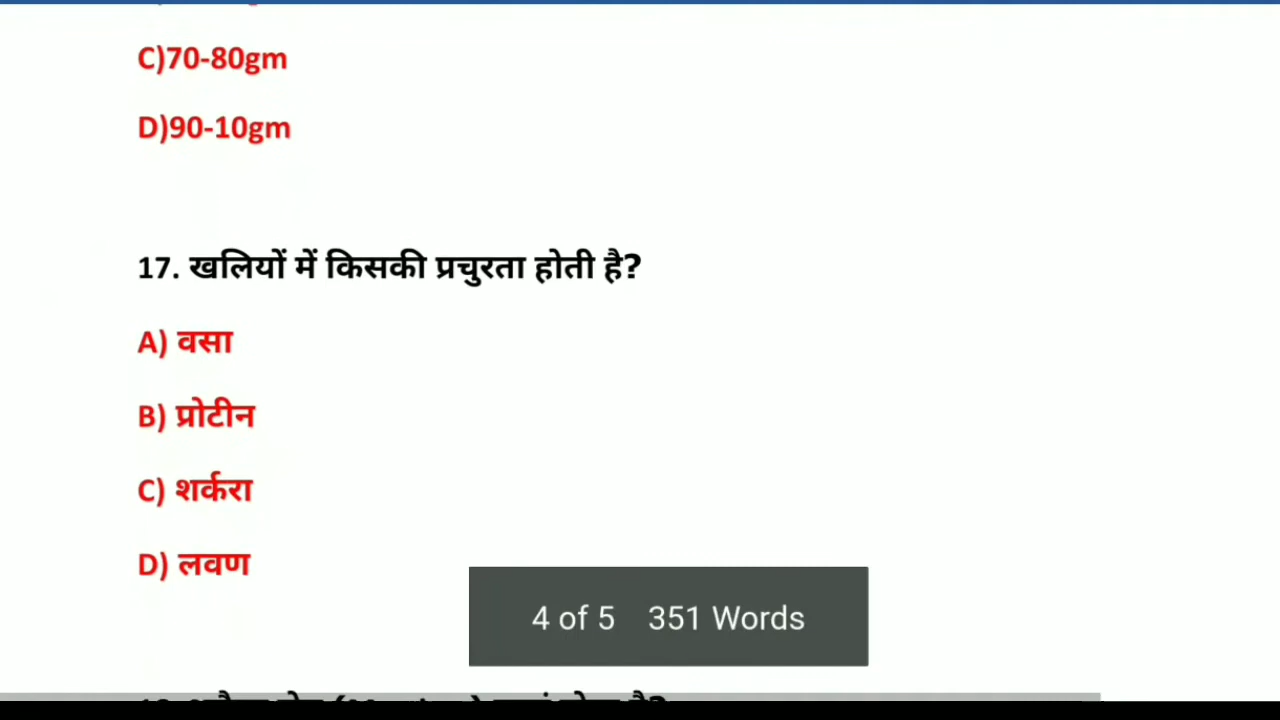 C)70-80gm
D)90-10gm
17. खलियों में किसकी प्रचुरता होती है?
A) वसा
B) प्रोटीन
C) शर्करा
D) लवण
4 of 5 351 Words